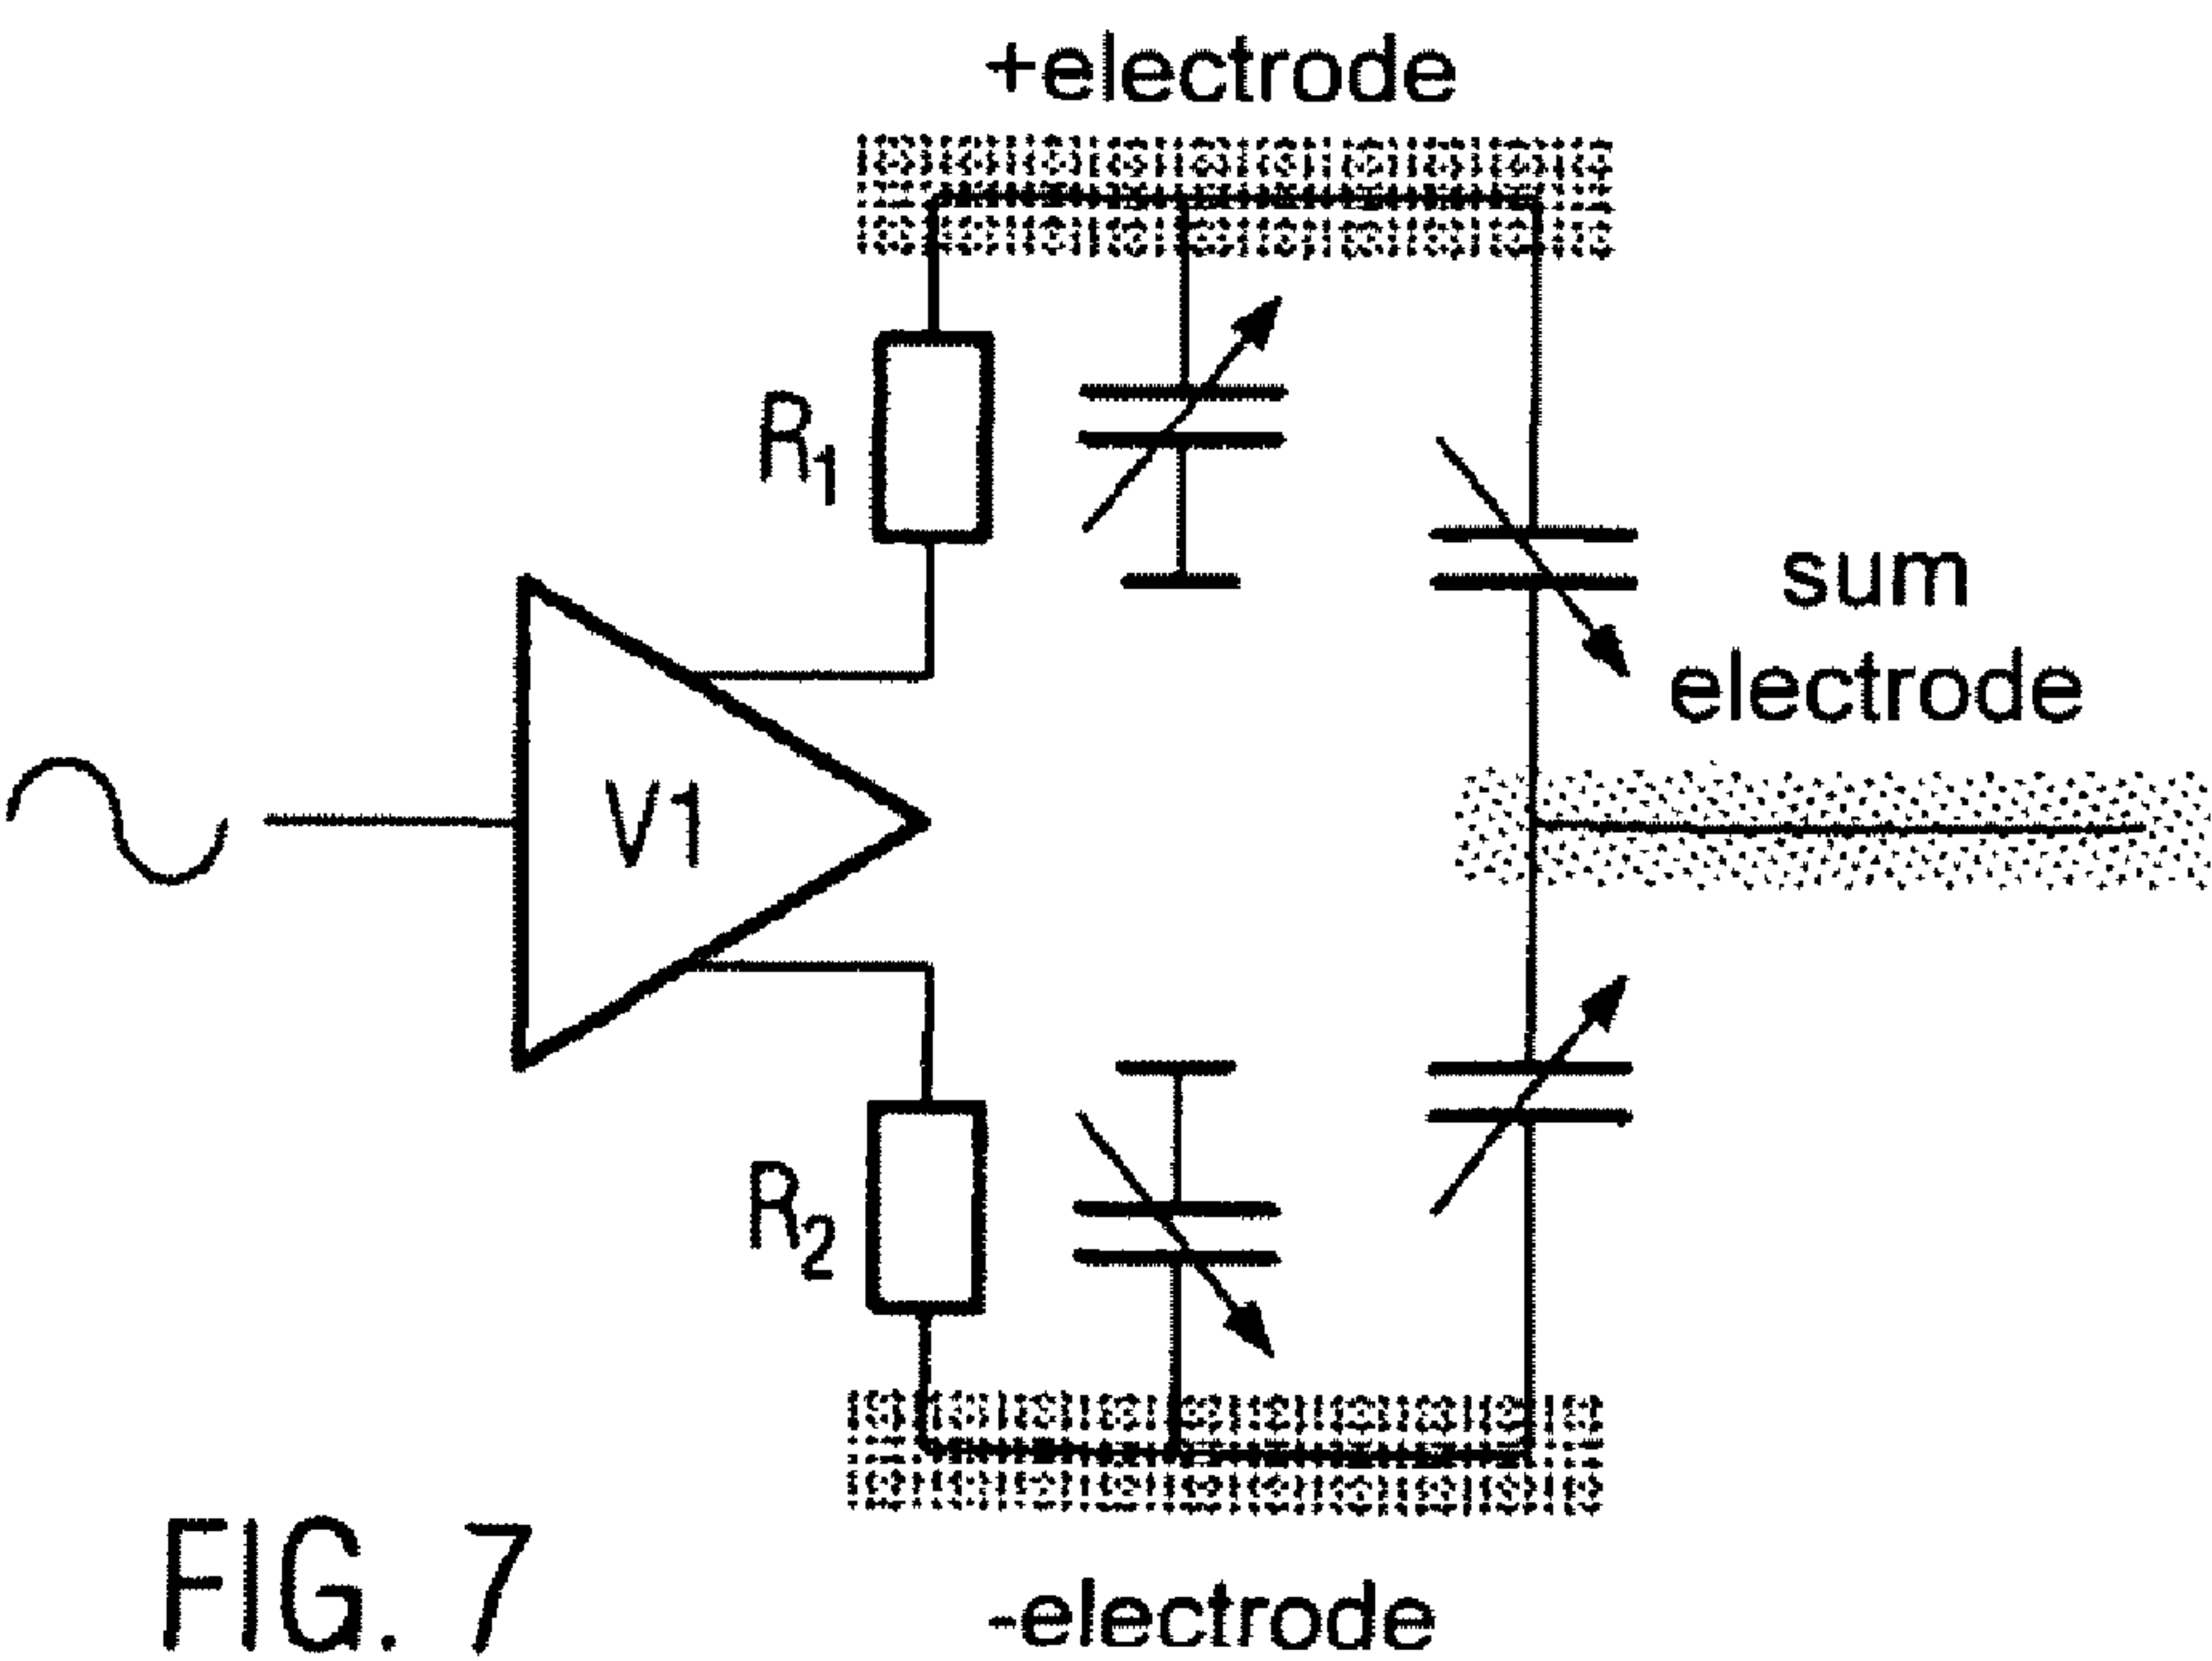 +electrode
R1
sum
electrode
V1
R2
-electrode
FIG. 7